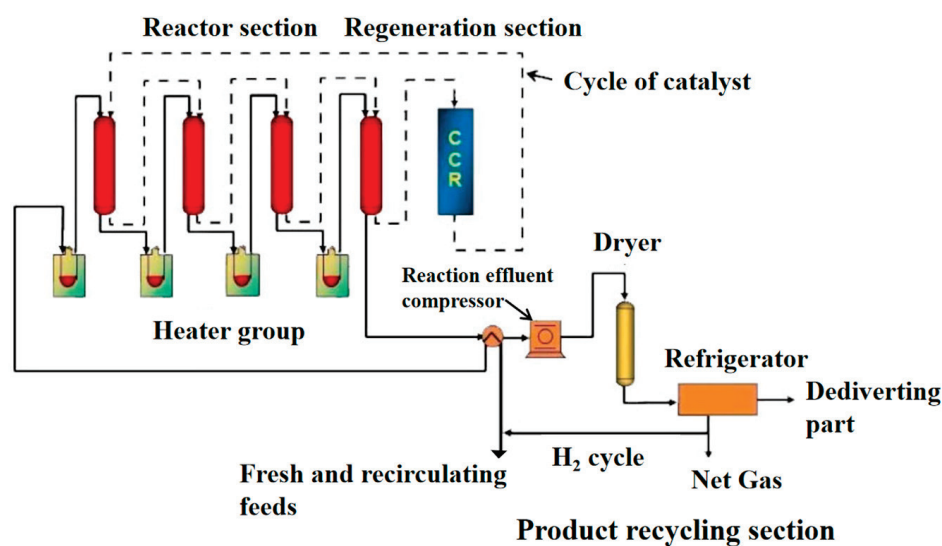 Reactor section
Regeneration section
Cycle of catalyst
C
C
R
Dryer
Reaction effluent
compressor
Heater group
Refrigerator
Dediverting
part
H₂ cycle
Fresh and recirculating
feeds
Net Gas
Product recycling section